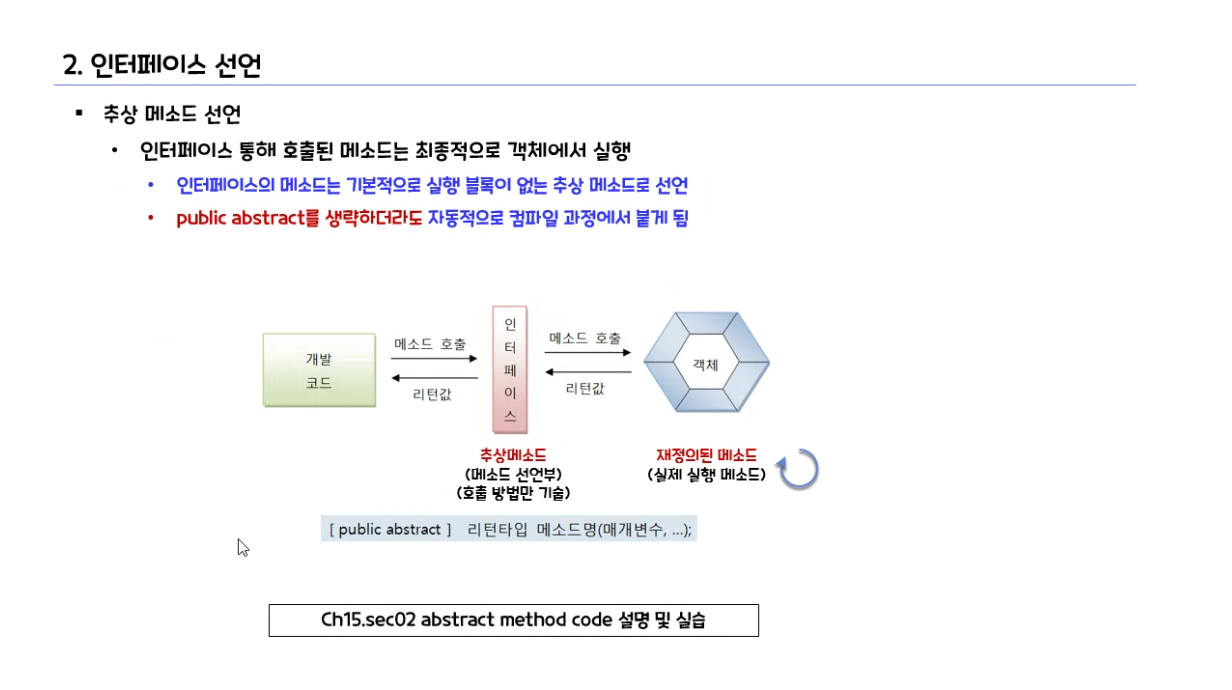 2. 인터페이스 선언
▪ 추상 메소드 선언
• 인터페이스 통해 호출된 메소드는 최종적으로 객체에서 실행
• 인터페이스의 메소드는 기본적으로 실행 블록이 없는 추상 메소드로 선언
• public abstract를 생략하더라도 자동적으로 컴파일 과정에서 붙게 됨
개발
코드
메소드 호출
리턴값
인
터
페
이
스
메소드 호출
리턴값
객체
추상메소드
(메소드 선언부)
(호출 방법만 기술)
재정의된 메소드
(실제 실행 메소드)
[ public abstract ] 리턴타입 메소드명(매개변수, ...);
Ch15.sec02 abstract method code 설명 및 실습